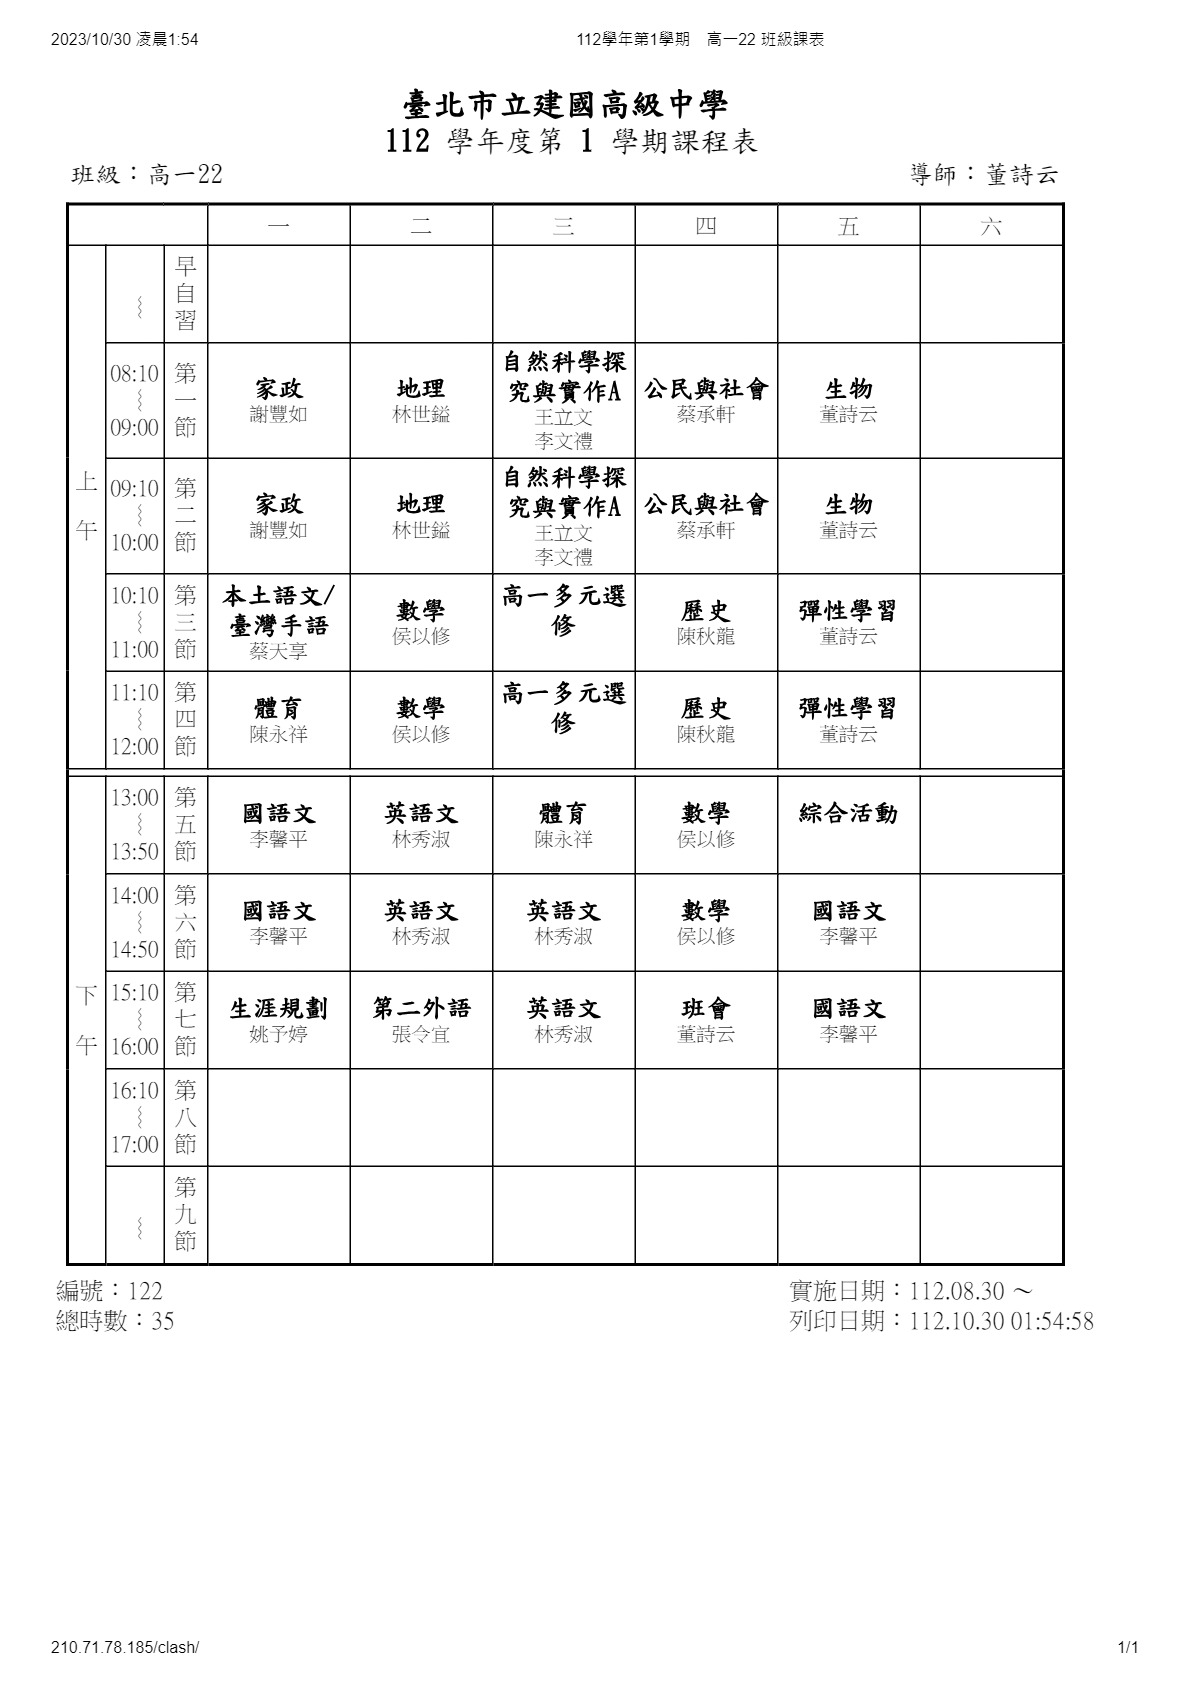 2023/10/30 凌晨1:54
112學年第1學期　高一22 班級課表
臺北市立建國高級中學
112 學年度第 1 學期課程表
班級：高一22
導師：董詩云
一 二 三 四 五 六
上午
～ 早自習
08:10 ～ 09:00 第一節
家政
謝豐如
地理
林世鎰
自然科學探
究與實作A
王立文
李文禮
公民與社會
蔡承軒
生物
董詩云
09:10 ～ 10:00 第二節
家政
謝豐如
地理
林世鎰
自然科學探
究與實作A
王立文
李文禮
公民與社會
蔡承軒
生物
董詩云
10:10 ～ 11:00 第三節
本土語文/
臺灣手語
蔡天享
數學
侯以修
高一多元選
修
歷史
陳秋龍
彈性學習
董詩云
11:10 ～ 12:00 第四節
體育
陳永祥
數學
侯以修
高一多元選
修
歷史
陳秋龍
彈性學習
董詩云
下午
13:00 ～ 13:50 第五節
國語文
李馨平
英語文
林秀淑
體育
陳永祥
數學
侯以修
綜合活動
14:00 ～ 14:50 第六節
國語文
李馨平
英語文
林秀淑
英語文
林秀淑
數學
侯以修
國語文
李馨平
15:10 ～ 16:00 第七節
生涯規劃
姚予婷
第二外語
張令宜
英語文
林秀淑
班會
董詩云
國語文
李馨平
16:10 ～ 17:00 第八節
～ 第九節
編號：122
實施日期：112.08.30 ～
總時數：35
列印日期：112.10.30 01:54:58
210.71.78.185/clash/
1/1